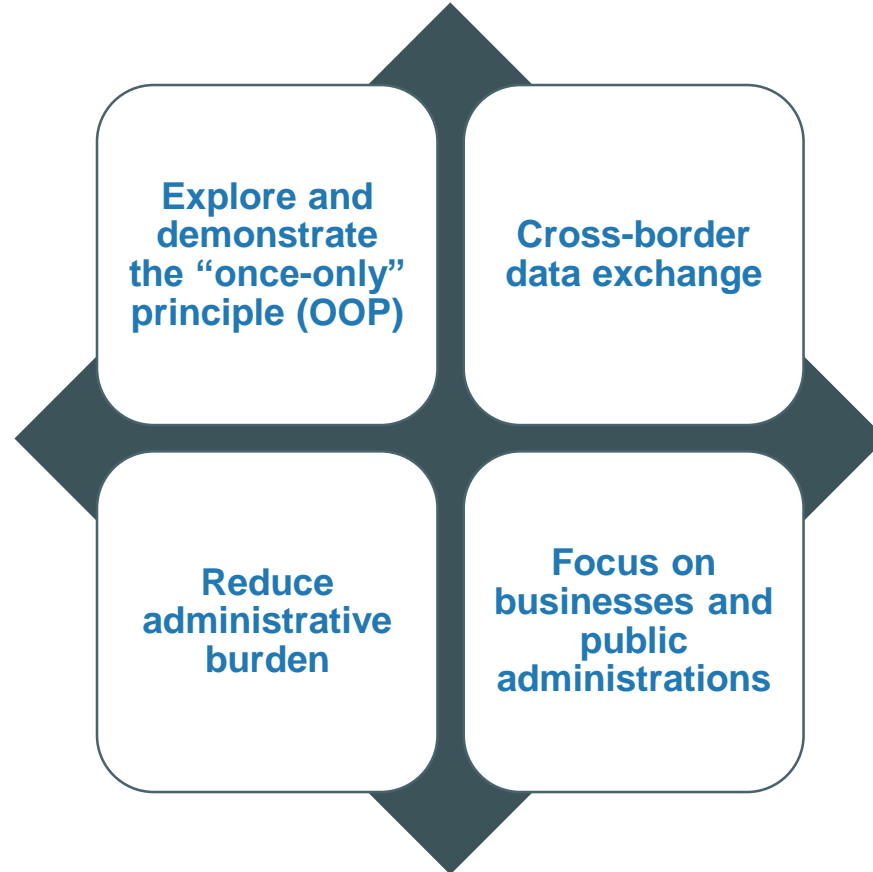 Explore and
demonstrate
the “once-only”
principle (OOP)
Cross-border
data exchange
Reduce
administrative
burden
Focus on
businesses and
public
administrations